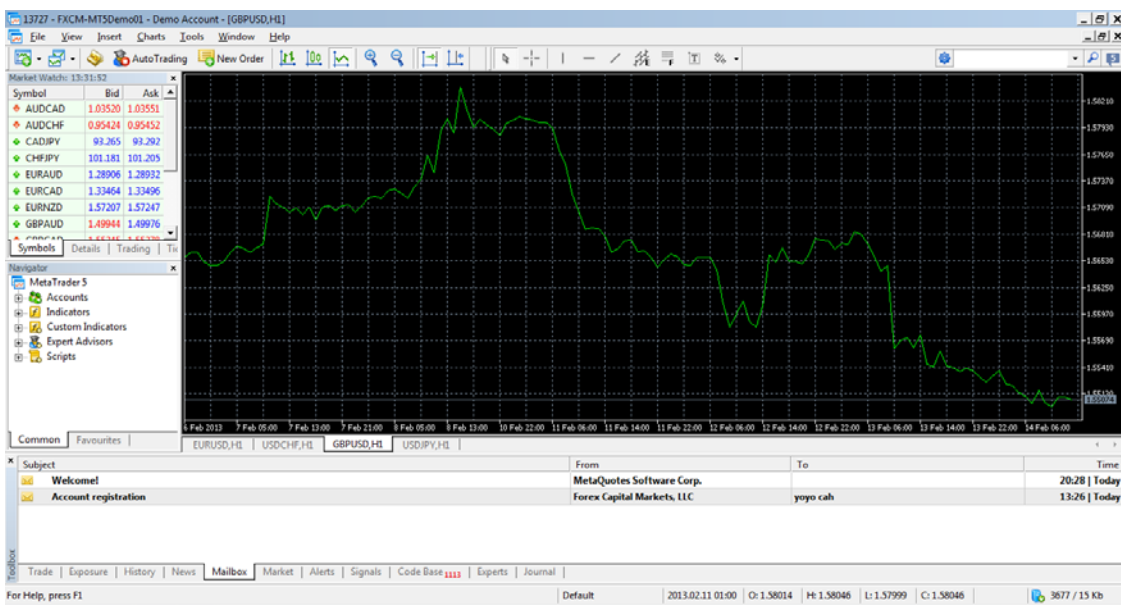 13727 - FXCM-MT5Demo01 - Demo Account - [GBPUSD,H1]
File View Insert Charts Tools Window Help
AutoTrading New Order
Market Watch: 13:31:52
Symbol Bid Ask
AUDCAD 1.03520 1.03551
AUDCHF 0.95424 0.95452
CADJPY 93.265 93.292
CHFJPY 101.181 101.205
EURAUD 1.28906 1.28932
EURCAD 1.33464 1.33496
EURNZD 1.57207 1.57247
GBPAUD 1.49944 1.49976
Symbols Details Trading
Navigator
MetaTrader 5
Accounts
Indicators
Custom Indicators
Expert Advisors
Scripts
Common Favourites
1.58210
1.57930
1.57650
1.57370
1.57090
1.56810
1.56530
1.56250
1.55970
1.55690
1.55410
1.55074
6 Feb 2013 7 Feb 05:00 7 Feb 13:00 7 Feb 21:00 8 Feb 05:00 8 Feb 13:00 10 Feb 22:00 11 Feb 06:00 11 Feb 14:00 11 Feb 22:00 12 Feb 06:00 12 Feb 14:00 12 Feb 22:00 13 Feb 06:00 13 Feb 14:00 13 Feb 22:00 14 Feb 06:00
EURUSD,H1 USDCHF,H1 GBPUSD,H1 USDJPY,H1
Subject From To Time
Welcome! MetaQuotes Software Corp. 20:28 | Today
Account registration Forex Capital Markets, LLC yoyo cah 13:26 | Today
Toolbox
Trade Exposure History News Mailbox Market Alerts Signals Code Base 1113 Experts Journal
For Help, press F1 Default 2013.02.11 01:00 O: 1.58014 H: 1.58046 L: 1.57999 C: 1.58046 3677 / 15 Kb